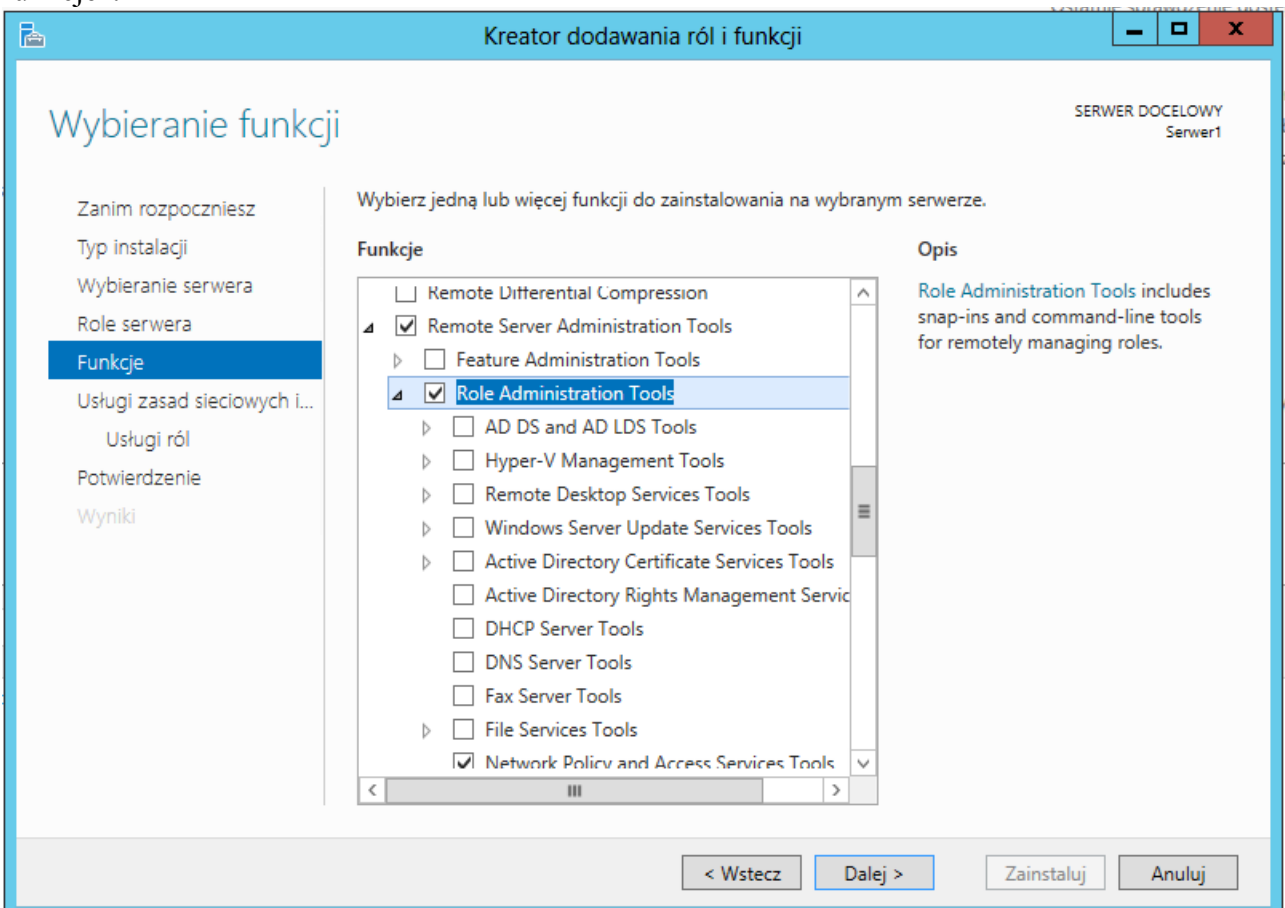 Kreator dodawania ról i funkcji
Wybieranie funkcji
SERWER DOCELOWY
Serwer1
Zanim rozpoczniesz
Typ instalacji
Wybieranie serwera
Role serwera
Funkcje
Usługi zasad sieciowych i...
Usługi ról
Potwierdzenie
Wyniki
Wybierz jedną lub więcej funkcji do zainstalowania na wybranym serwerze.
Funkcje
Remote Differential Compression
Remote Server Administration Tools
Feature Administration Tools
Role Administration Tools
AD DS and AD LDS Tools
Hyper-V Management Tools
Remote Desktop Services Tools
Windows Server Update Services Tools
Active Directory Certificate Services Tools
Active Directory Rights Management Servic
DHCP Server Tools
DNS Server Tools
Fax Server Tools
File Services Tools
Network Policy and Access Services Tools
Opis
Role Administration Tools includes
snap-ins and command-line tools
for remotely managing roles.
< Wstecz
Dalej >
Zainstaluj
Anuluj